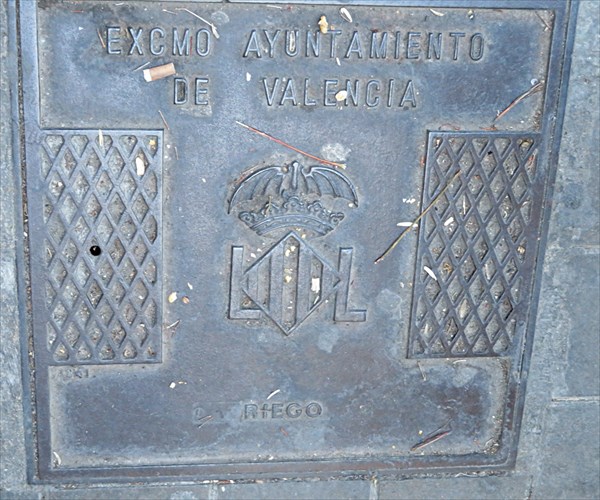 EXCMO AYUNTAMIENTO
DE VALENCIA
L L
RIEGO